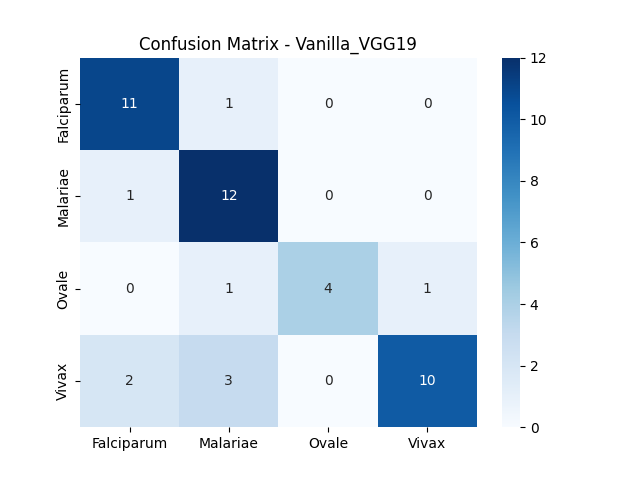 Confusion Matrix - Vanilla_VGG19
Falciparum 11 1 0 0
Malariae 1 12 0 0
Ovale 0 1 4 1
Vivax 2 3 0 10
Falciparum Malariae Ovale Vivax
12
10
8
6
4
2
0